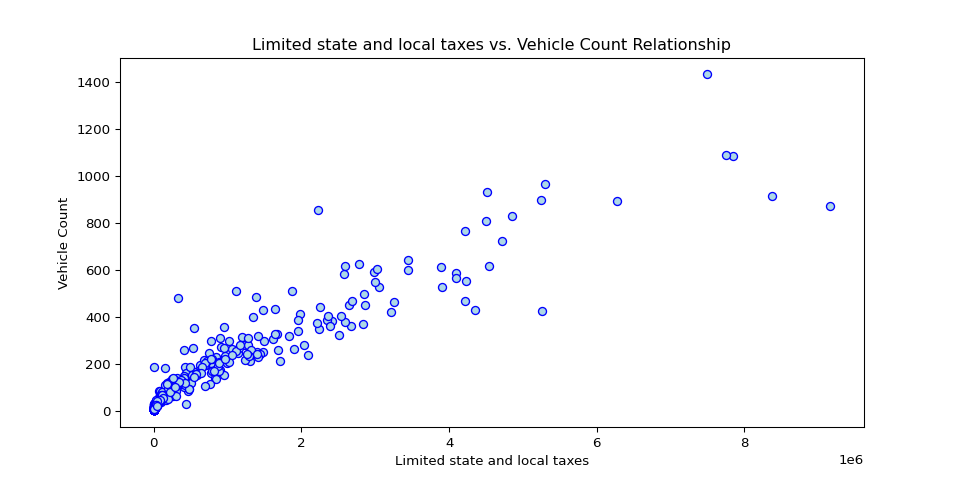 Limited state and local taxes vs. Vehicle Count Relationship
1400
1200
1000
800
600
400
200
0
Vehicle Count
0 2 4 6 8
1e6
Limited state and local taxes